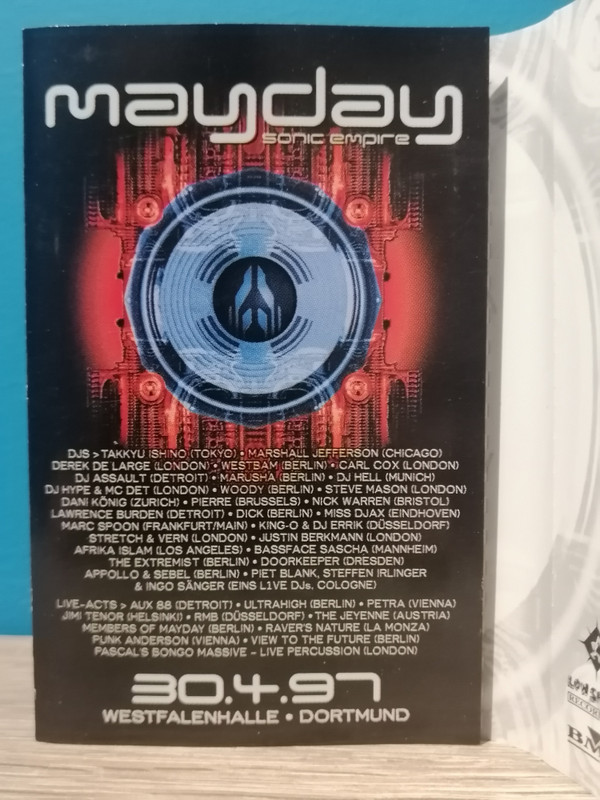 mayday
sonic empire
DJS > TAKKYU ISHINO (TOKYO) • MARSHALL JEFFERSON (CHICAGO)
DEREK DE LARGE (LONDON) • WESTBAM (BERLIN) • CARL COX (LONDON)
DJ ASSAULT (DETROIT) • MARUSHA (BERLIN) • DJ HELL (MUNICH)
DJ HYPE & MC DET (LONDON) • WOODY (BERLIN) • STEVE MASON (LONDON)
DANI KÖNIG (ZURICH) • PIERRE (BRUSSELS) • NICK WARREN (BRISTOL)
LAWRENCE BURDEN (DETROIT) • DICK (BERLIN) • MISS DJAX (EINDHOVEN)
MARC SPOON (FRANKFURT/MAIN) • KING-O & DJ ERRIK (DÜSSELDORF)
STRETCH & VERN (LONDON) • JUSTIN BERKMANN (LONDON)
AFRIKA ISLAM (LOS ANGELES) • BASSFACE SASCHA (MANNHEIM)
THE EXTREMIST (BERLIN) • DOORKEEPER (DRESDEN)
APPOLLO & SEBEL (BERLIN) • PIET BLANK, STEFFEN IRLINGER
& INGO SÄNGER (EINS L1VE DJs. COLOGNE)
LIVE-ACTS > AUX 88 (DETROIT) • ULTRAHIGH (BERLIN) • PETRA (VIENNA)
JIMI TENOR (HELSINKI) • RMB (DÜSSELDORF) • THE JEYENNE (AUSTRIA)
MEMBERS OF MAYDAY (BERLIN) • RAVER'S NATURE (LA MONZA)
PUNK ANDERSON (VIENNA) • VIEW TO THE FUTURE (BERLIN)
PASCAL'S BONGO MASSIVE - LIVE PERCUSSION (LONDON)
30.4.97
WESTFALENHALLE • DORTMUND